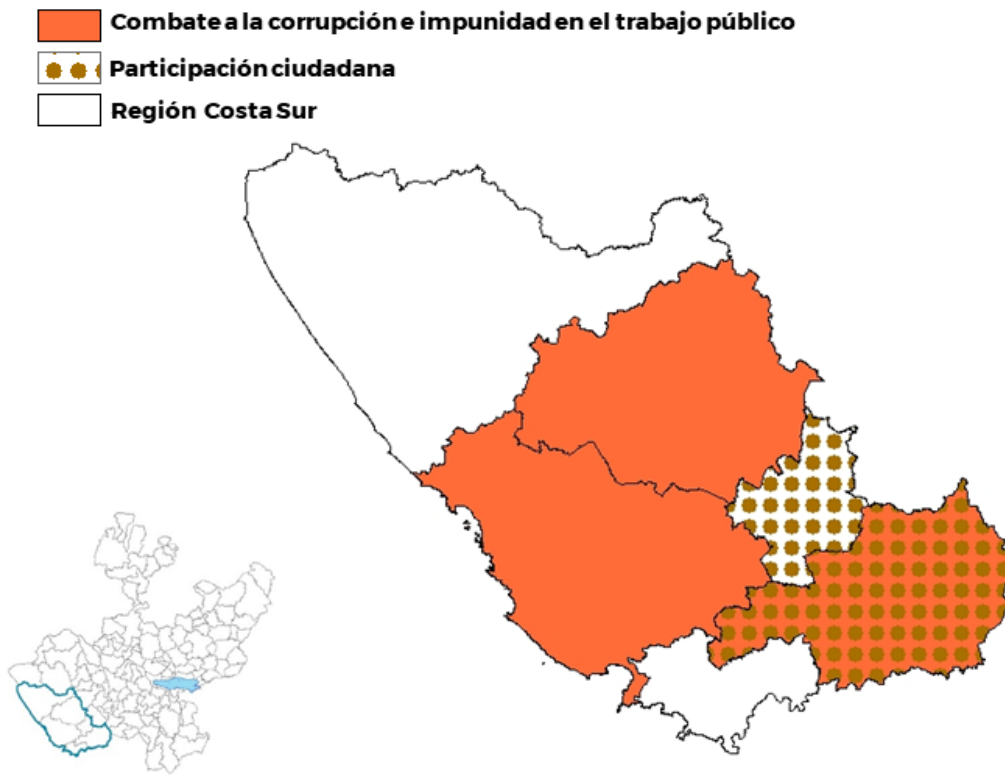 Combate a la corrupción e impunidad en el trabajo público
Participación ciudadana
Región Costa Sur